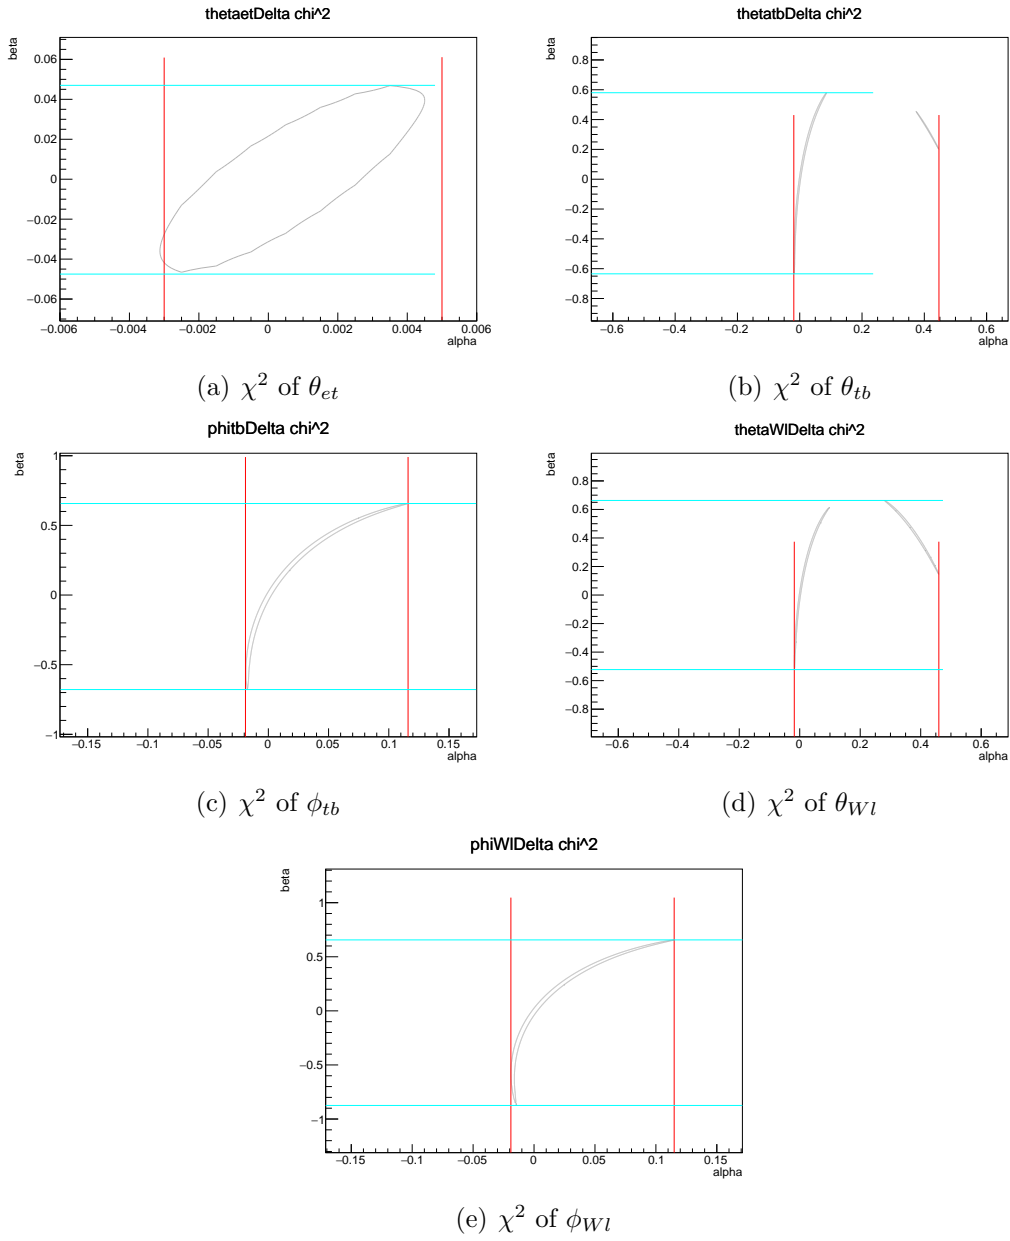 thetaetDelta chi^2
beta
0.06
0.04
0.02
0
−0.02
−0.04
−0.06
−0.006 −0.004 −0.002 0 0.002 0.004 0.006
alpha
(a) χ² of θ_et
thetatbDelta chi^2
beta
0.8
0.6
0.4
0.2
0
−0.2
−0.4
−0.6
−0.8
−0.6 −0.4 −0.2 0 0.2 0.4 0.6
alpha
(b) χ² of θ_tb
phitbDelta chi^2
beta
1
0.5
0
−0.5
−1
−0.15 −0.1 −0.05 0 0.05 0.1 0.15
alpha
(c) χ² of ϕ_tb
thetaWlDelta chi^2
beta
0.8
0.6
0.4
0.2
0
−0.2
−0.4
−0.6
−0.8
−0.6 −0.4 −0.2 0 0.2 0.4 0.6
alpha
(d) χ² of θ_Wl
phiWlDelta chi^2
beta
1
0.5
0
−0.5
−1
−0.15 −0.1 −0.05 0 0.05 0.1 0.15
alpha
(e) χ² of ϕ_Wl